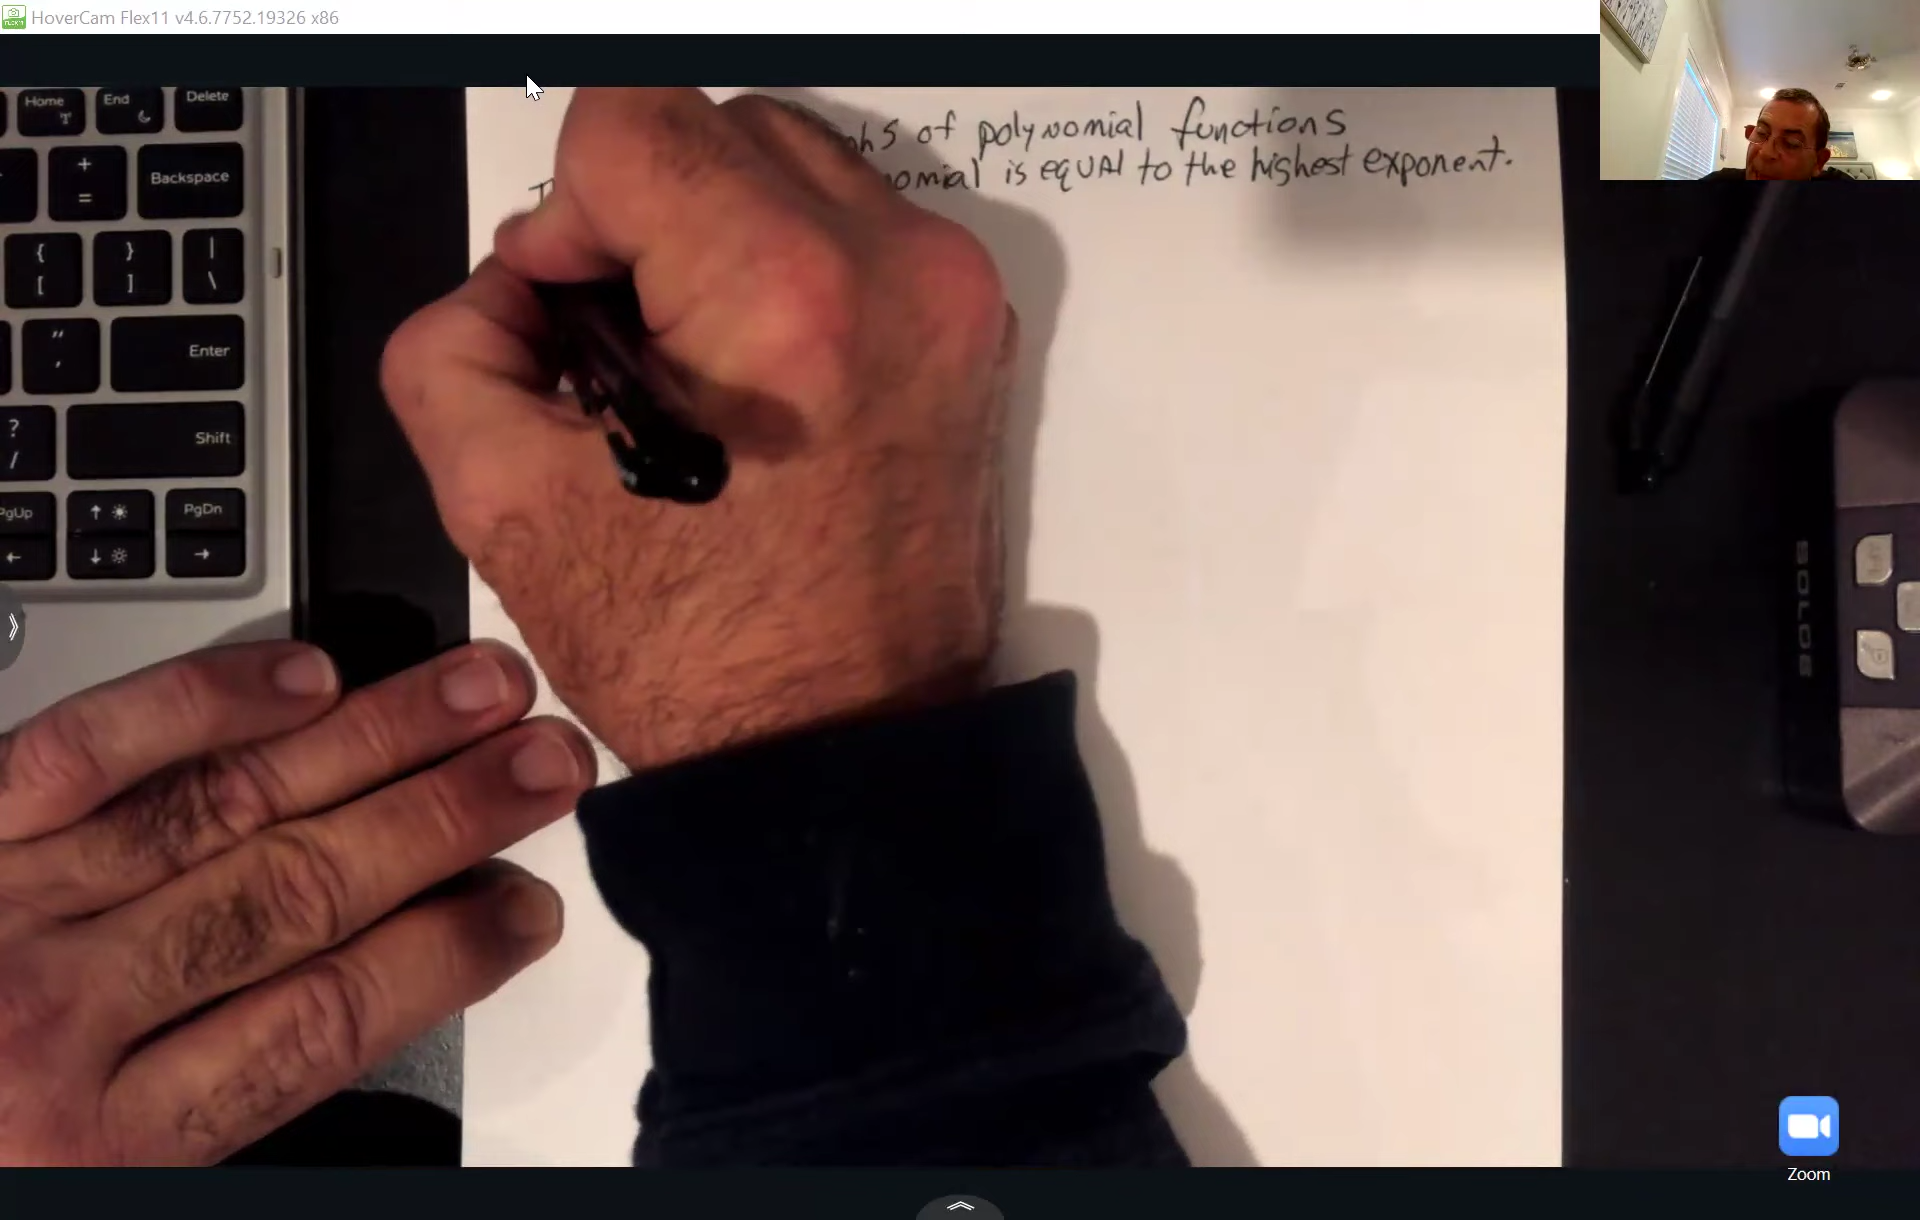 HoverCam Flex11 v4.6.7752.19326 x86
of polynomial functions
is equal to the highest exponent.
Home
End
Delete
+
=
Backspace
{
[
}
]
|
\
"
'
Enter
?
/
Shift
PgUp
PgDn
SOLOE
Zoom